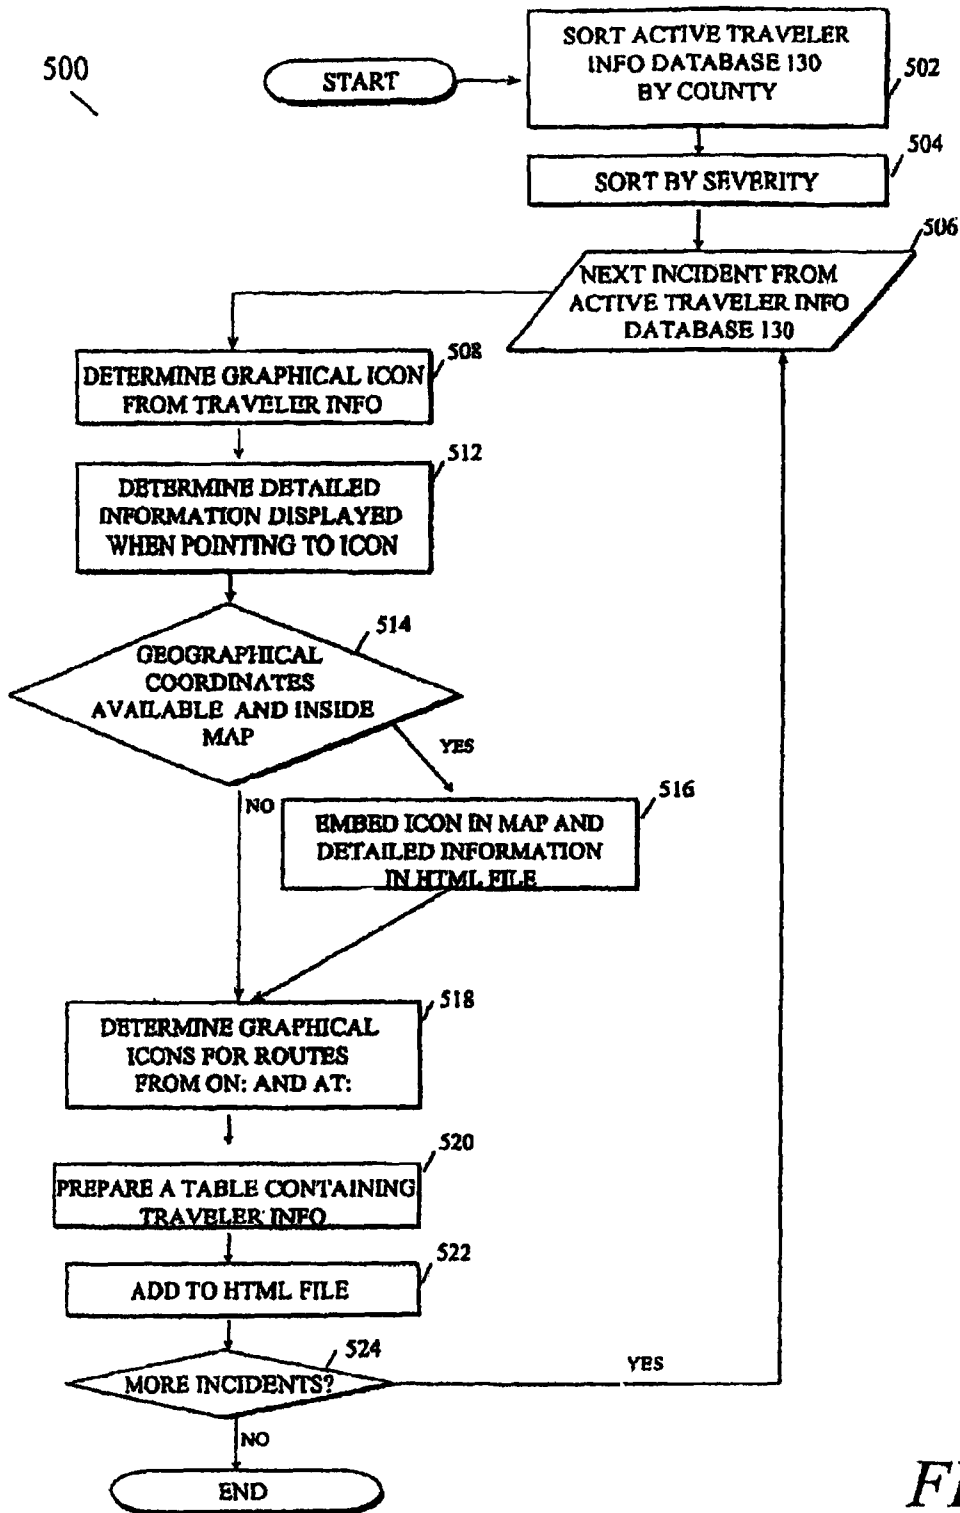 500
START
SORT ACTIVE TRAVELER
INFO DATABASE 130
BY COUNTY
502
504
SORT BY SEVERITY
506
NEXT INCIDENT FROM
ACTIVE TRAVELER INFO
DATABASE 130
508
DETERMINE GRAPHICAL ICON
FROM TRAVELER INFO
512
DETERMINE DETAILED
INFORMATION DISPLAYED
WHEN POINTING TO ICON
514
GEOGRAPHICAL
COORDINATES
AVAILABLE AND INSIDE
MAP
YES
NO
516
EMBED ICON IN MAP AND
DETAILED INFORMATION
IN HTML FILE
518
DETERMINE GRAPHICAL
ICONS FOR ROUTES
FROM ON: AND AT:
520
PREPARE A TABLE CONTAINING
TRAVELER INFO
522
ADD TO HTML FILE
524
MORE INCIDENTS?
YES
NO
END